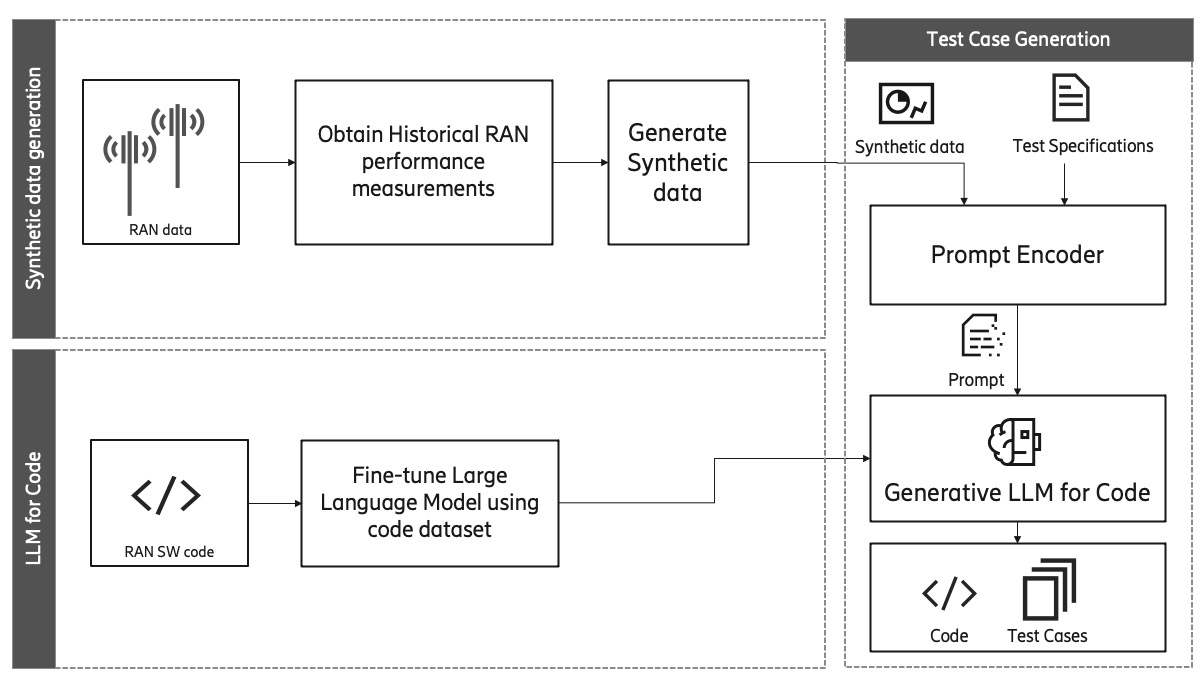 Synthetic data generation
RAN data
Obtain Historical RAN
performance
measurements
Generate
Synthetic
data
LLM for Code
RAN SW code
Fine-tune Large
Language Model using
code dataset
Test Case Generation
Synthetic data
Test Specifications
Prompt Encoder
Prompt
Generative LLM for Code
Code
Test Cases